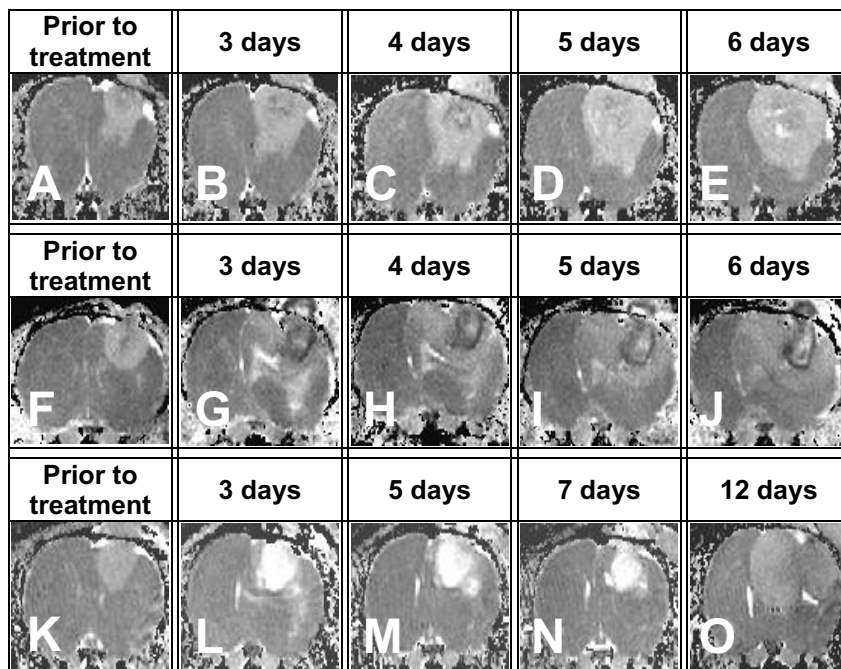 Prior to
treatment
3 days
4 days
5 days
6 days
A
B
C
D
E
Prior to
treatment
3 days
4 days
5 days
6 days
F
G
H
I
J
Prior to
treatment
3 days
5 days
7 days
12 days
K
L
M
N
O